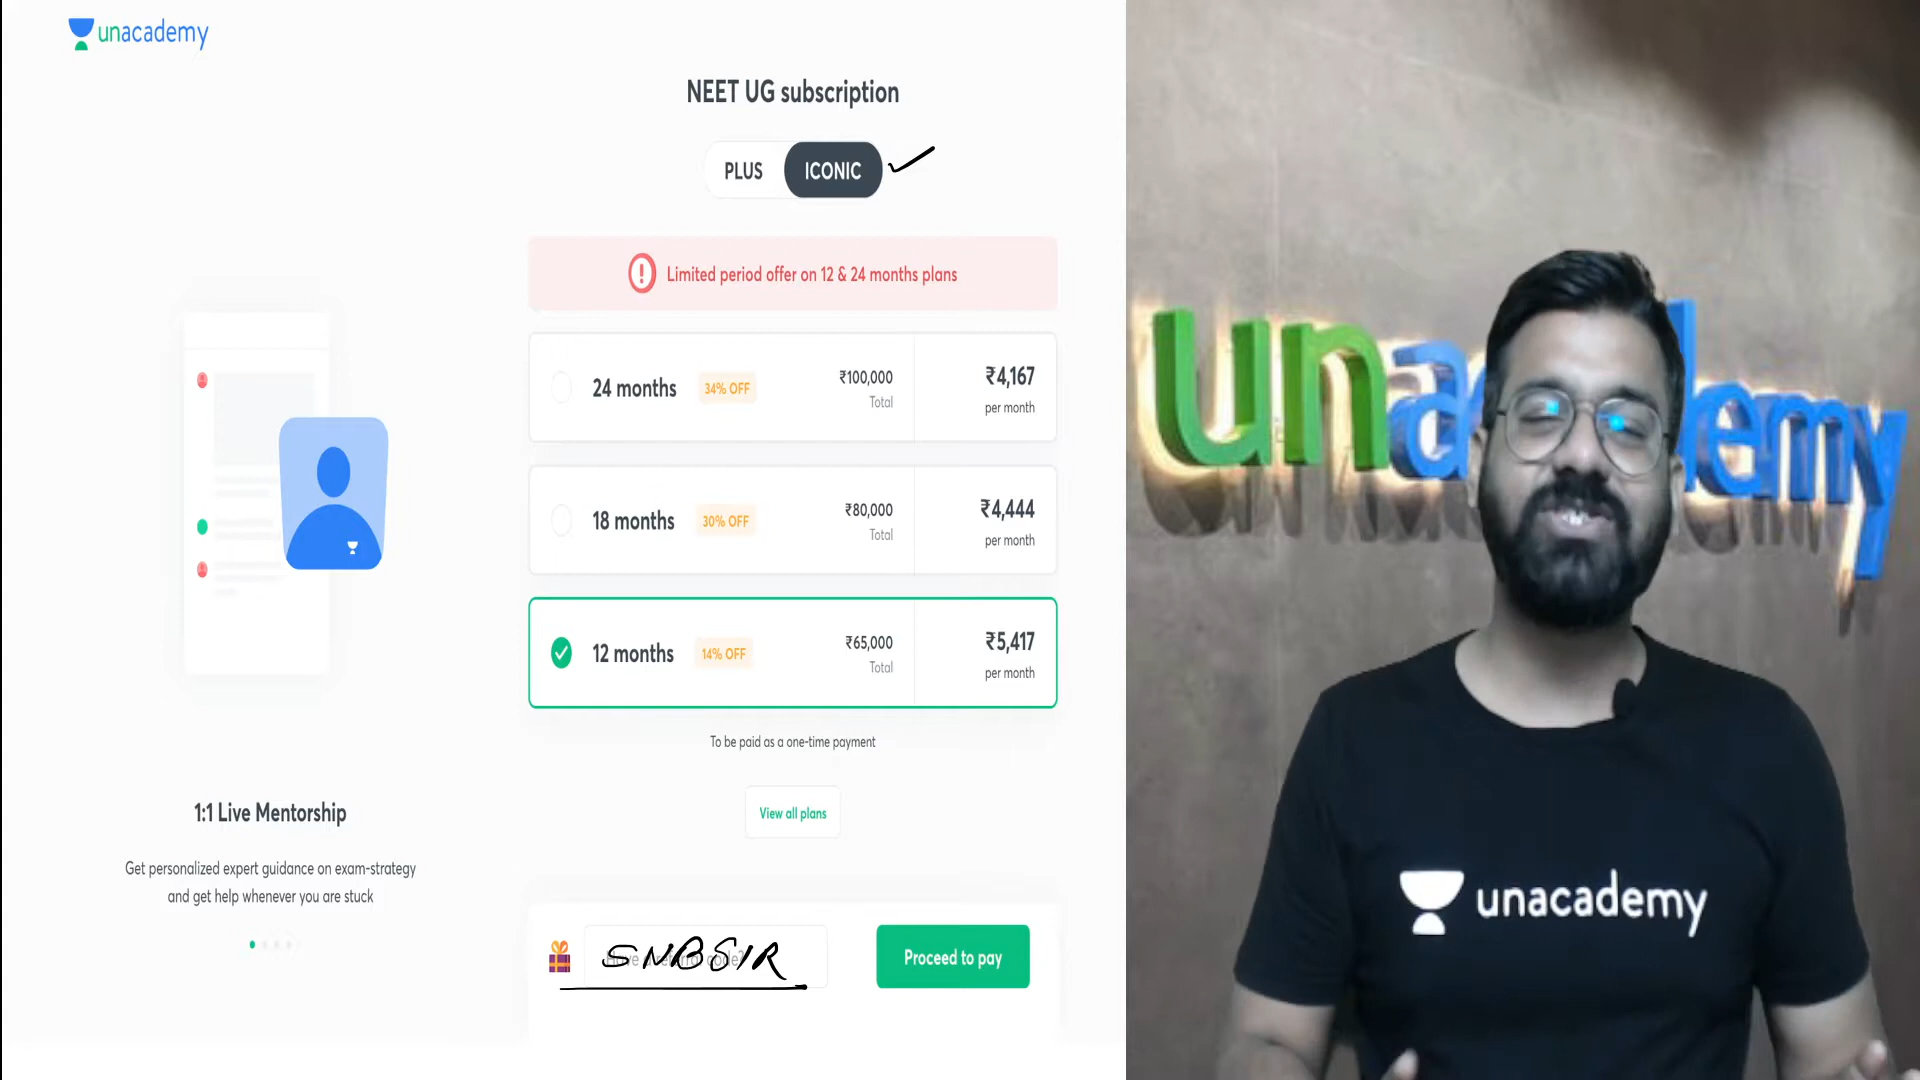 unacademy
NEET UG subscription
PLUS
ICONIC
Limited period offer on 12 & 24 months plans
24 months
34% OFF
₹100,000
Total
₹4,167
per month
18 months
30% OFF
₹80,000
Total
₹4,444
per month
12 months
14% OFF
₹65,000
Total
₹5,417
per month
To be paid as a one-time payment
View all plans
1:1 Live Mentorship
Get personalized expert guidance on exam-strategy
and get help whenever you are stuck
SNBSIR
Proceed to pay
unacademy
unacademy